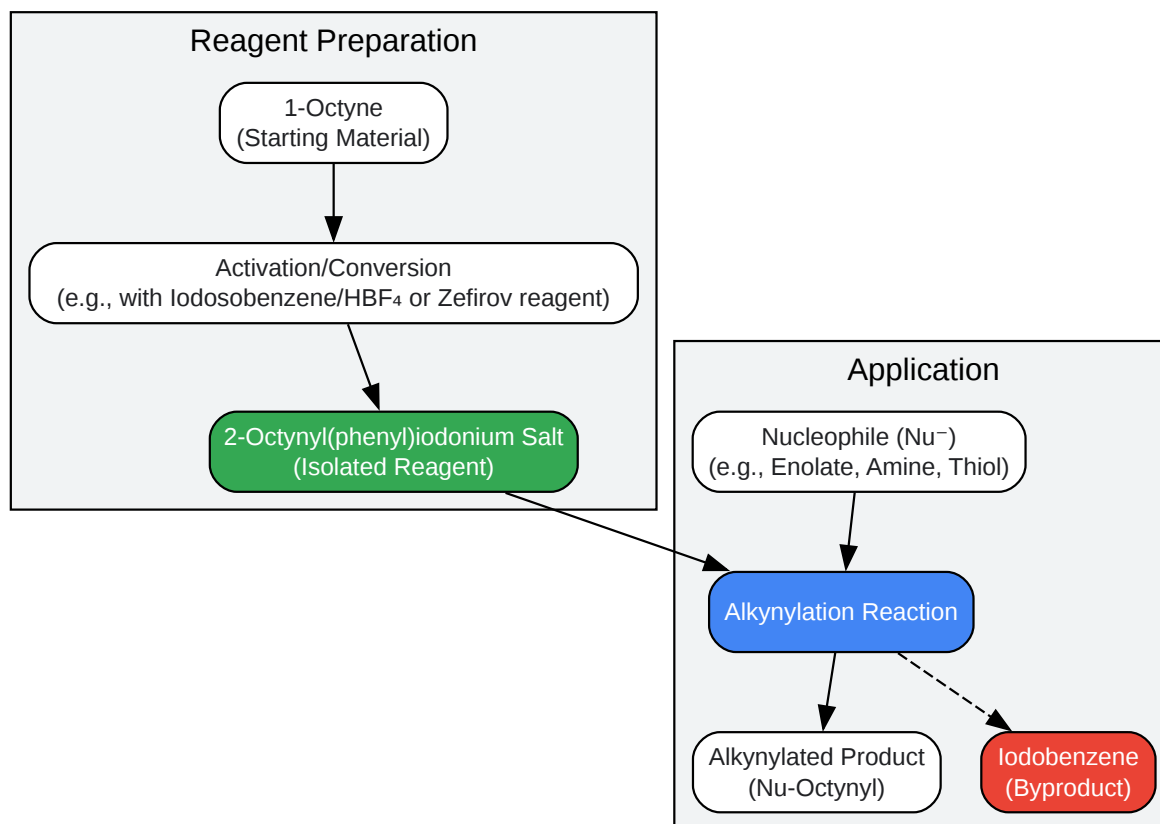 Reagent Preparation
1-Octyne
(Starting Material)
Activation/Conversion
(e.g., with Iodosobenzene/HBF₄ or Zefirov reagent)
2-Octynyl(phenyl)iodonium Salt
(Isolated Reagent)
Application
Nucleophile (Nu⁻)
(e.g., Enolate, Amine, Thiol)
Alkynylation Reaction
Alkynylated Product
(Nu-Octynyl)
Iodobenzene
(Byproduct)